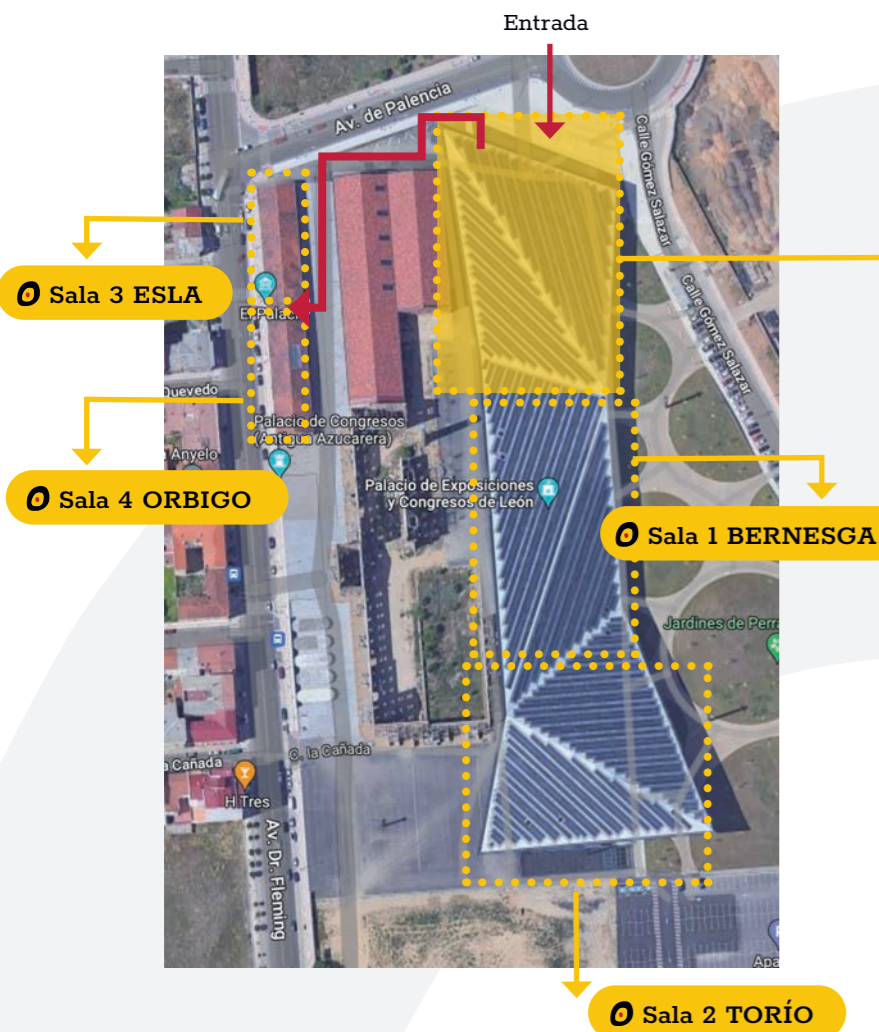 Entrada
Av. de Palencia
Calle Gómez Salazar
Calle Gómez Salazar
Sala 3 ESLA
El Palac
Quevedo
Palacio de Congresos
(Antigua Azucarera)
Anyelo
Palacio de Exposiciones
y Congresos de León
Sala 4 ORBIGO
Sala 1 BERNESGA
Jardines de Perra
C. la Cañada
a Cañada
H Tres
Av. Dr. Fleming
Apa
Sala 2 TORÍO